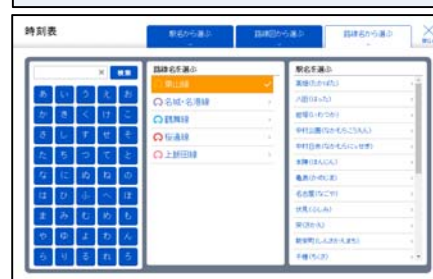 時刻表
駅名から選ぶ
路線図から選ぶ
路線名から選ぶ
検索
あ い う え お
か き く け こ
さ し す せ そ
た ち つ て と
な に ぬ ね の
は ひ ふ へ ほ
ま み む め も
や ゆ よ わ ん
ら り る れ ろ
路線名を選ぶ
東山線
名城・名港線
鶴舞線
桜通線
上飯田線
駅名を選ぶ
高畑(たかばた)
八田(はった)
岩塚(いわつか)
中村公園(なかむらこうえん)
中村日赤(なかむらにっせき)
本陣(ほんじん)
亀島(かめじま)
名古屋(なごや)
伏見(ふしみ)
栄(さかえ)
新栄町(しんさかえまち)
千種(ちくさ)